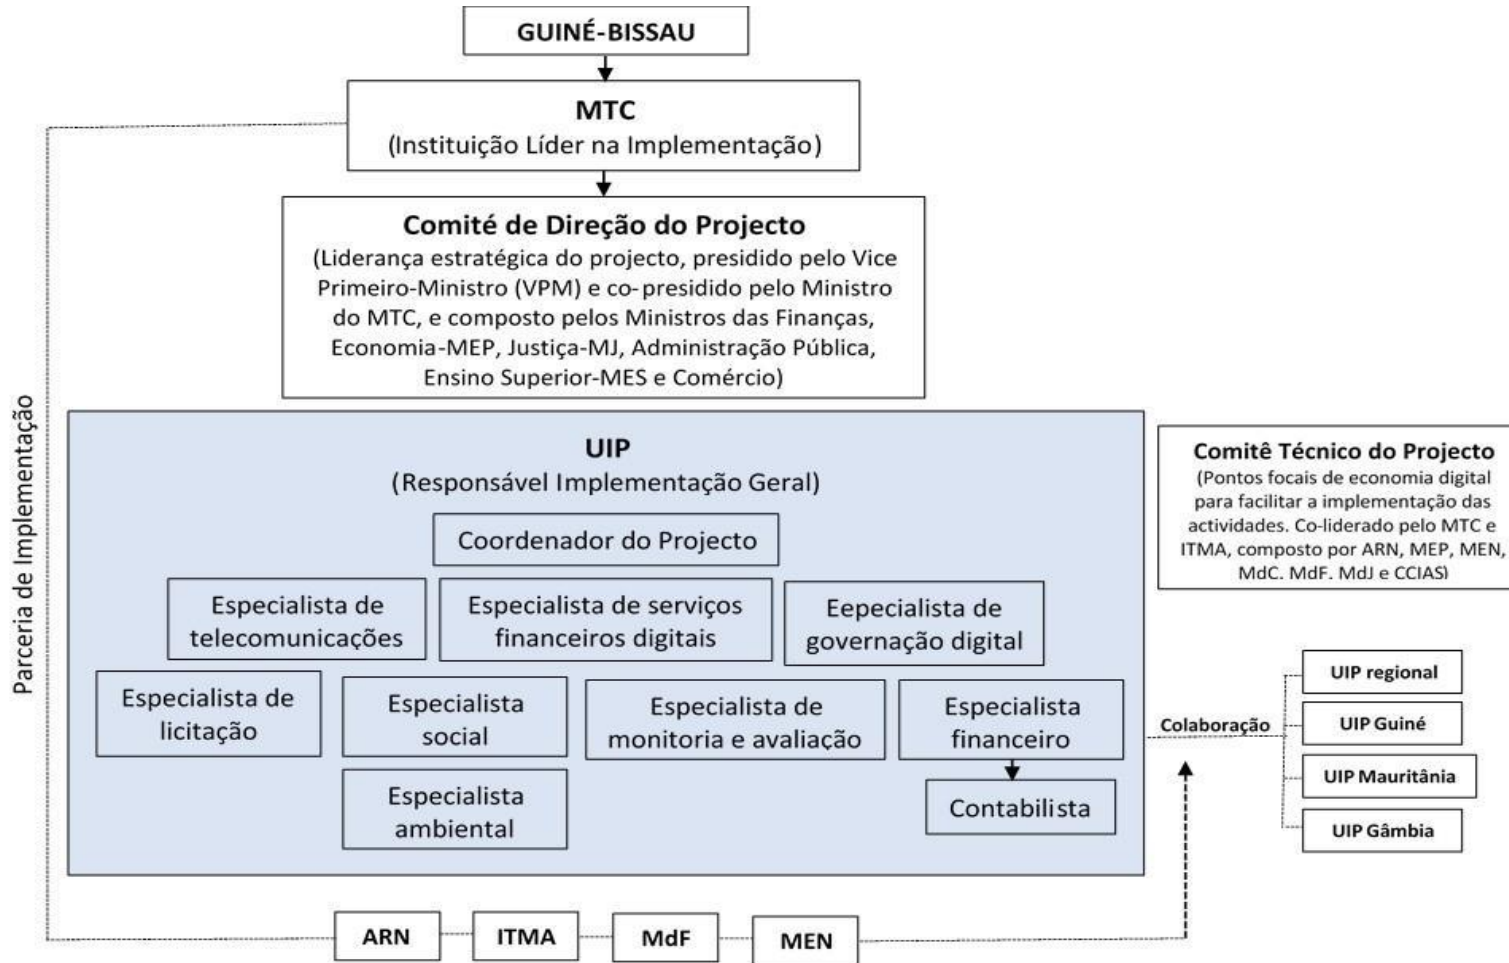 GUINÉ-BISSAU
MTC
(Instituição Líder na Implementação)
Comité de Direção do Projecto
(Liderança estratégica do projecto, presidido pelo Vice
Primeiro-Ministro (VPM) e co-presidido pelo Ministro
do MTC, e composto pelos Ministros das Finanças,
Economia-MEP, Justiça-MJ, Administração Pública,
Ensino Superior-MES e Comércio)
Parceria de Implementação
UIP
(Responsável Implementação Geral)
Coordenador do Projecto
Especialista de
telecomunicações
Especialista de serviços
financeiros digitais
Eepecialista de
governação digital
Especialista de
licitação
Especialista
social
Especialista de
monitoria e avaliação
Especialista
financeiro
Especialista
ambiental
Contabilista
Comitê Técnico do Projecto
(Pontos focais de economia digital
para facilitar a implementação das
actividades. Co-liderado pelo MTC e
ITMA, composto por ARN, MEP, MEN,
MdC, MdF, MdJ e CCIAS)
Colaboração
UIP regional
UIP Guiné
UIP Mauritânia
UIP Gâmbia
ARN
ITMA
MdF
MEN